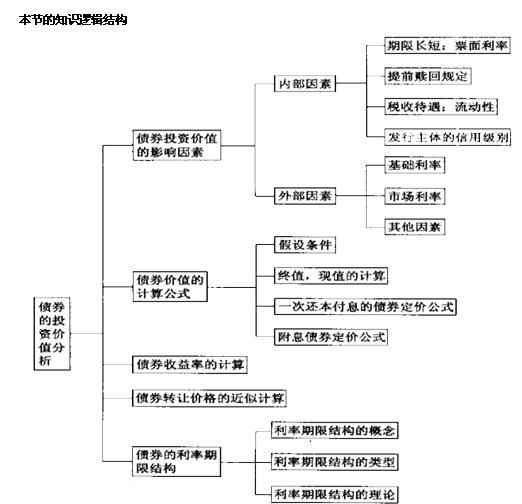 本节的知识逻辑结构
债券
的投
资价
值分
析
债券投资价值
的影响因素
内部因素
期限长短；票面利率
提前赎回规定
税收待遇；流动性
发行主体的信用级别
外部因素
基础利率
市场利率
其他因素
债券价值的
计算公式
假设条件
终值，现值的计算
一次还本付息的债券定价公式
附息债券定价公式
债券收益率的计算
债券转让价格的近似计算
债券的利率期
限结构
利率期限结构的概念
利率期限结构的类型
利率期限结构的理论